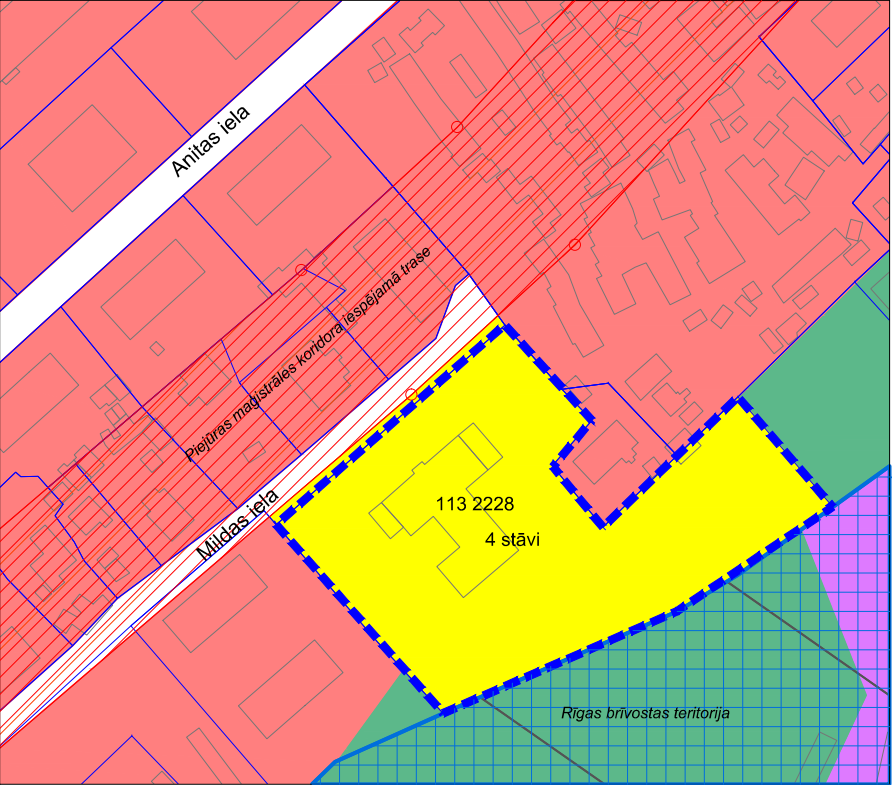 Anitas iela
Piejūras maģistrāles koridora iespējamā trase
Mildas iela
113 2228
4 stāvi
Rīgas brīvostas teritorija